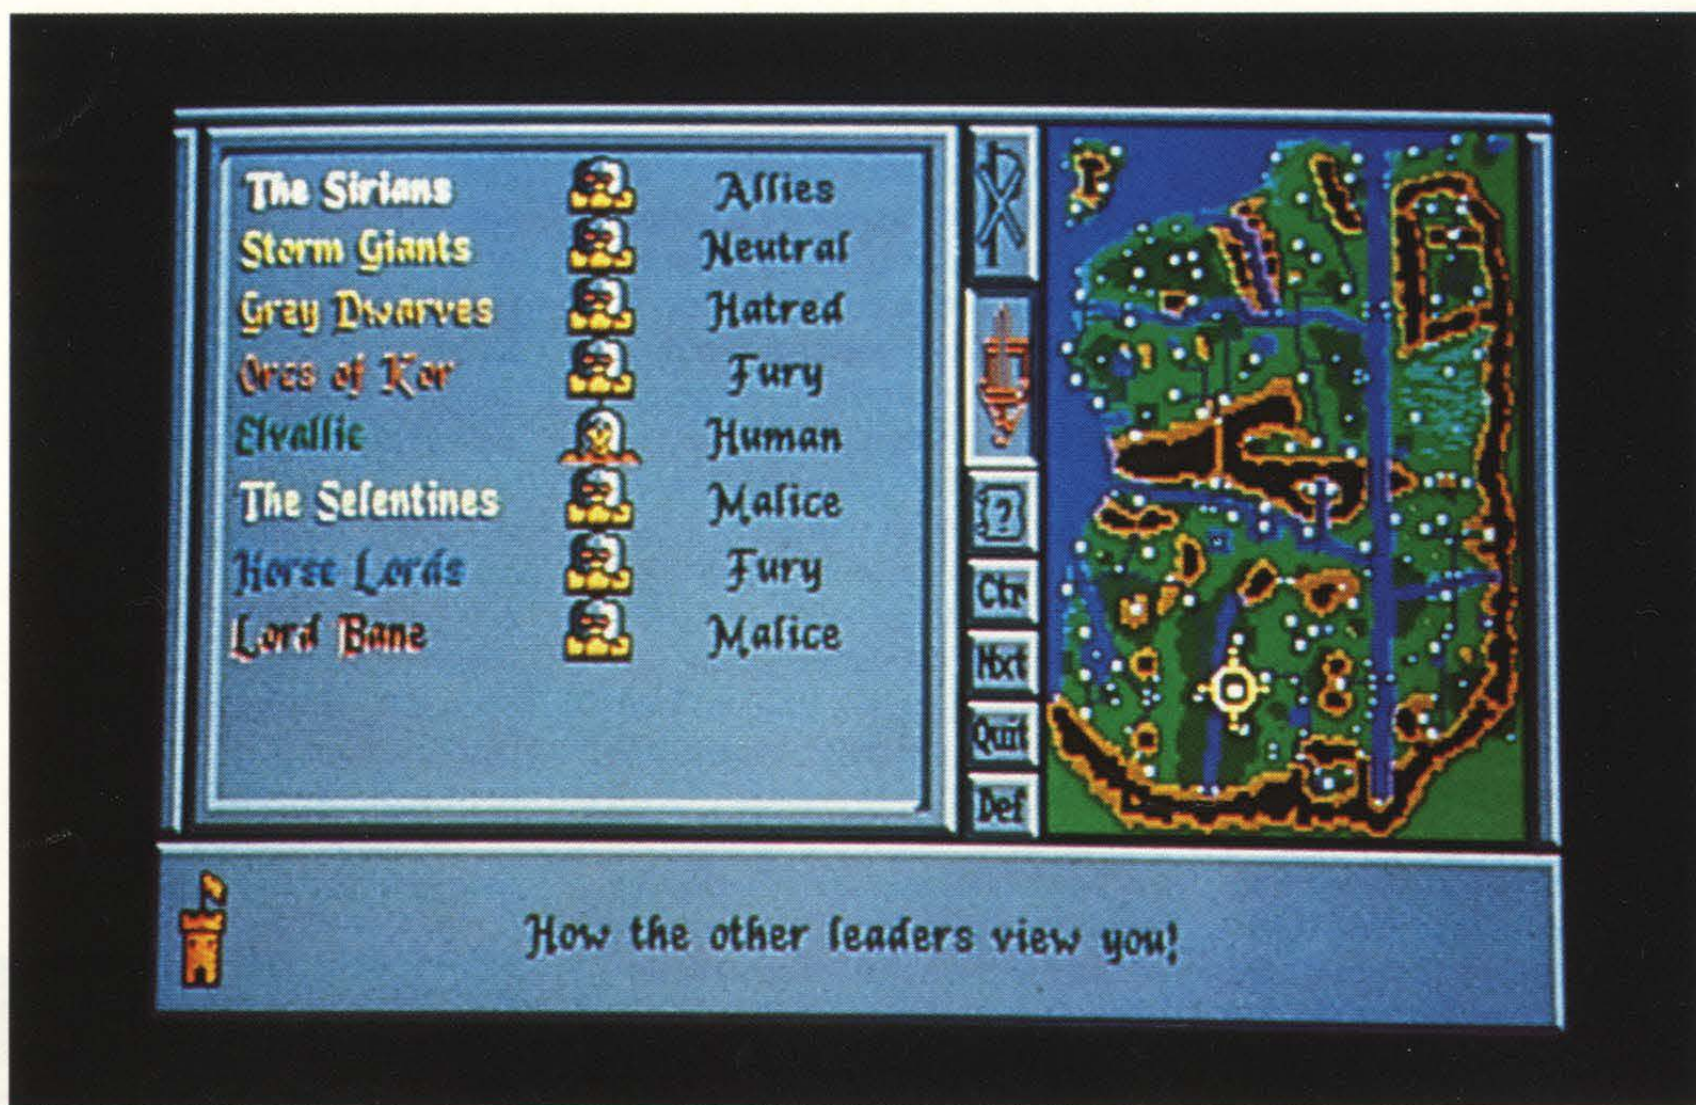 The Sirians Allies
Storm Giants Neutral
Grey Dwarves Hatred
Orcs of Kor Fury
Elvallie Human
The Selentines Malice
Horse Lords Fury
Lord Bane Malice
?
Ctr
Nxt
Quit
Def
How the other leaders view you!